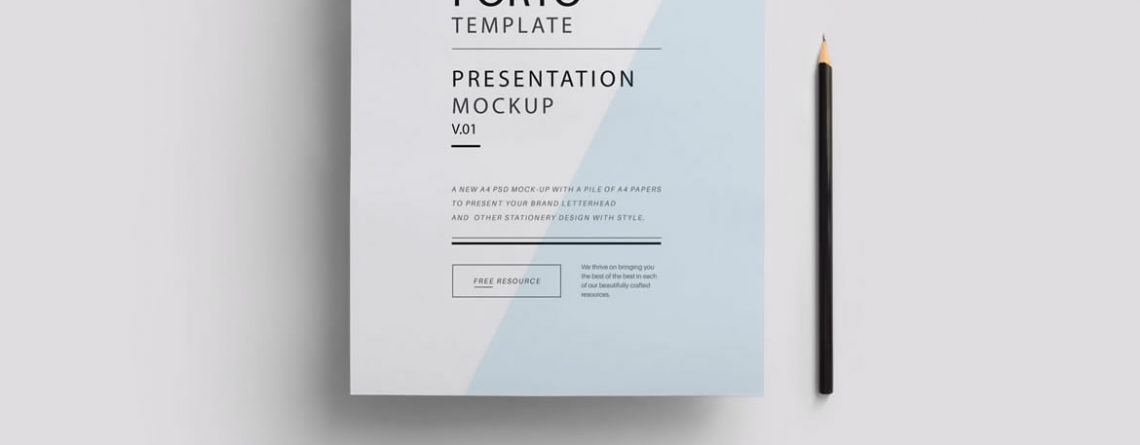 PORTO
TEMPLATE
PRESENTATION
MOCKUP
V.01
A NEW A4 PSD MOCK-UP WITH A PILE OF A4 PAPERS
TO PRESENT YOUR BRAND LETTERHEAD
AND OTHER STATIONERY DESIGN WITH STYLE.
FREE RESOURCE
We thrive on bringing you
the best of the best in each
of our beautifully crafted
resources.